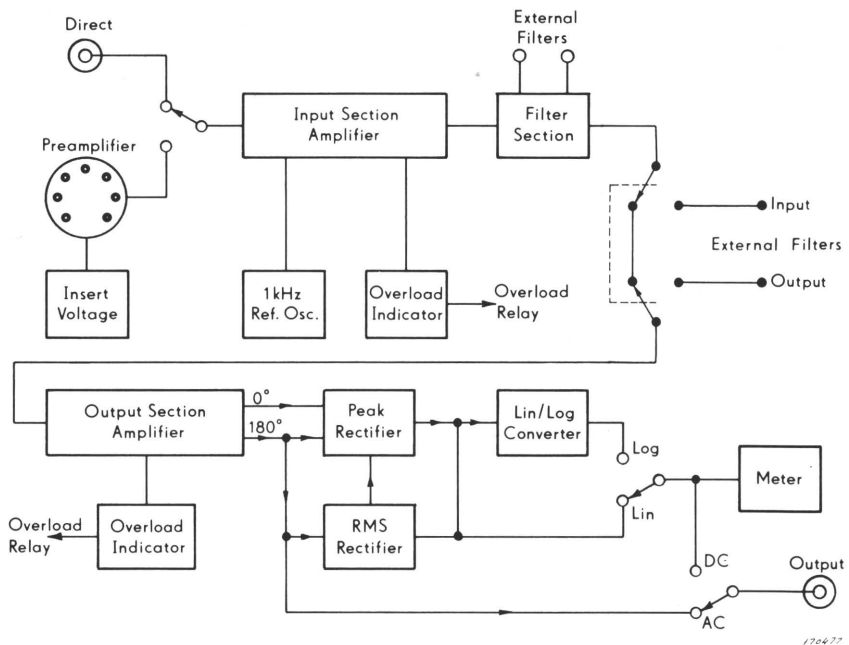 Direct
External
Filters
Input Section
Amplifier
Filter
Section
Preamplifier
Input
External Filters
Output
Insert
Voltage
1kHz
Ref. Osc.
Overload
Indicator
Overload
Relay
Output Section
Amplifier
0°
180°
Peak
Rectifier
Lin/Log
Converter
Log
Lin
Meter
Overload
Relay
Overload
Indicator
RMS
Rectifier
DC
AC
Output
170477